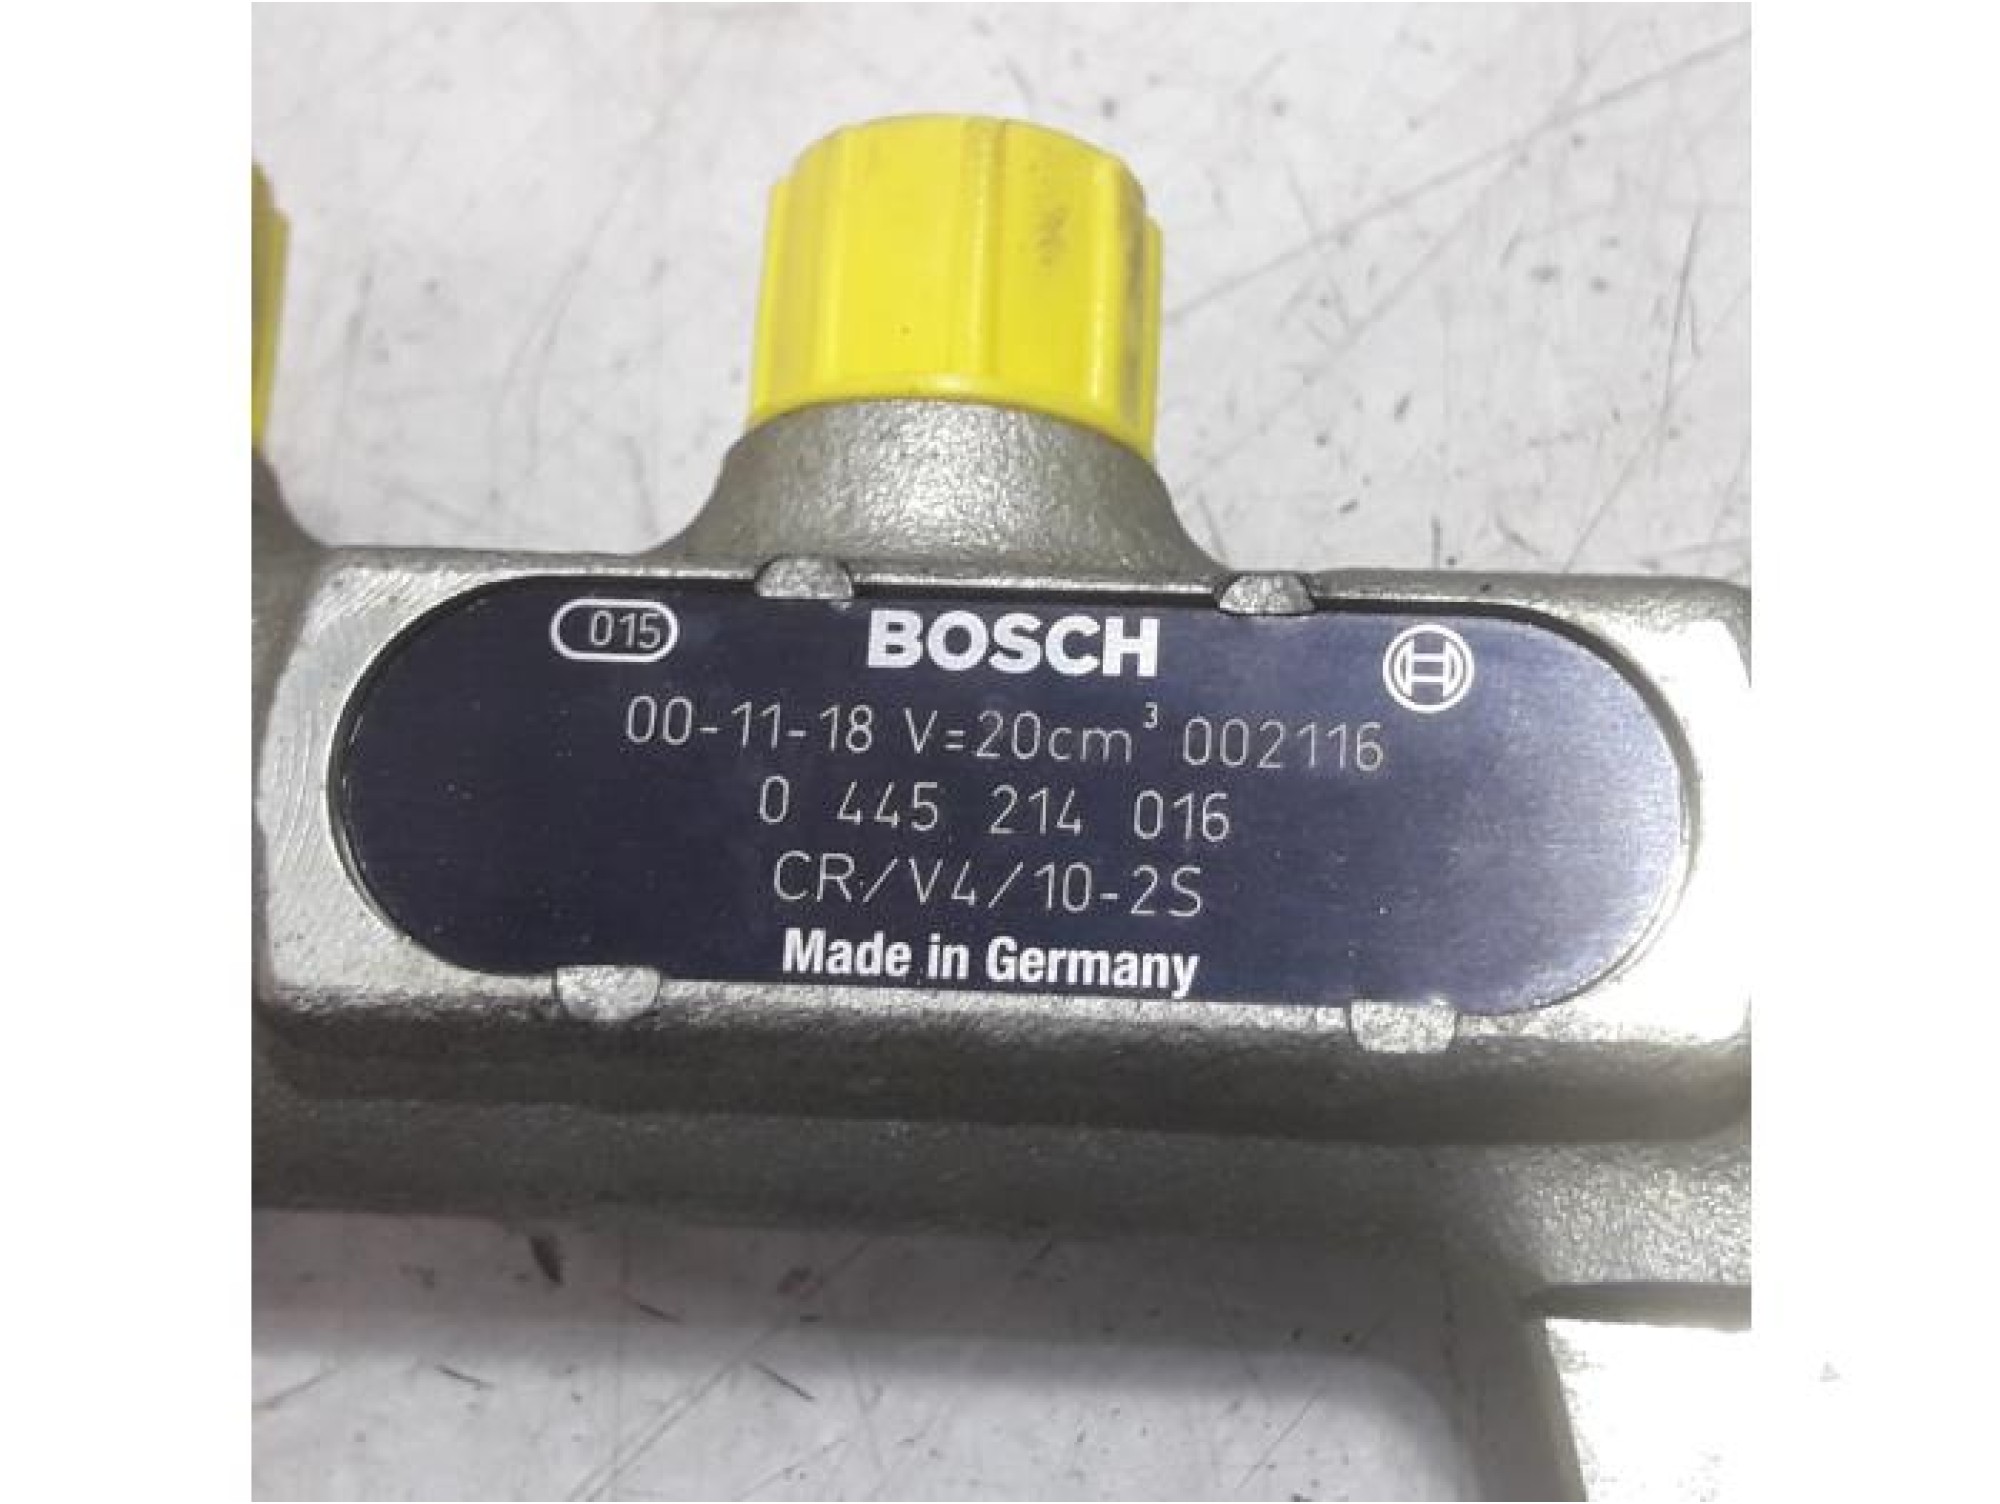 015 BOSCH
00-11-18 V=20cm³ 002116
0 445 214 016
CR/V4/10-2S
Made in Germany